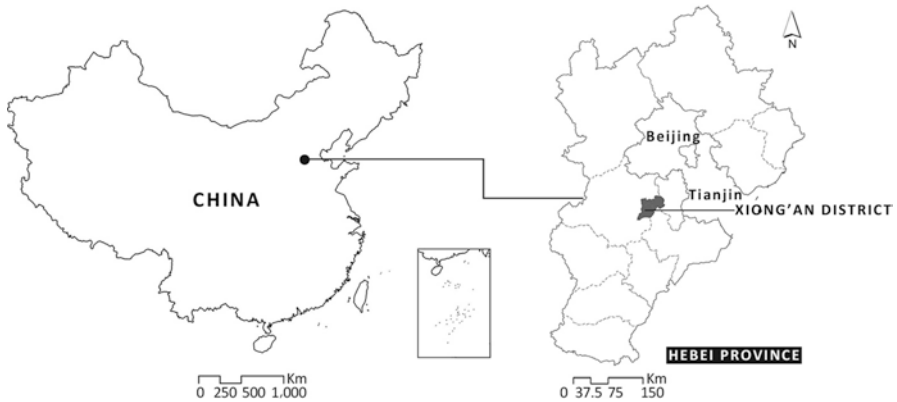 N
Beijing
CHINA
Tianjin
XIONG'AN DISTRICT
HEBEI PROVINCE
Km
0 250 500 1,000
Km
0 37.5 75 150